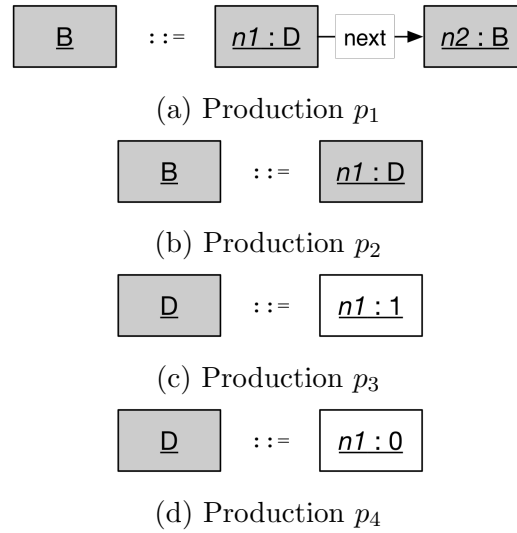 B ::= n1 : D next n2 : B
(a) Production p₁
B ::= n1 : D
(b) Production p₂
D ::= n1 : 1
(c) Production p₃
D ::= n1 : 0
(d) Production p₄